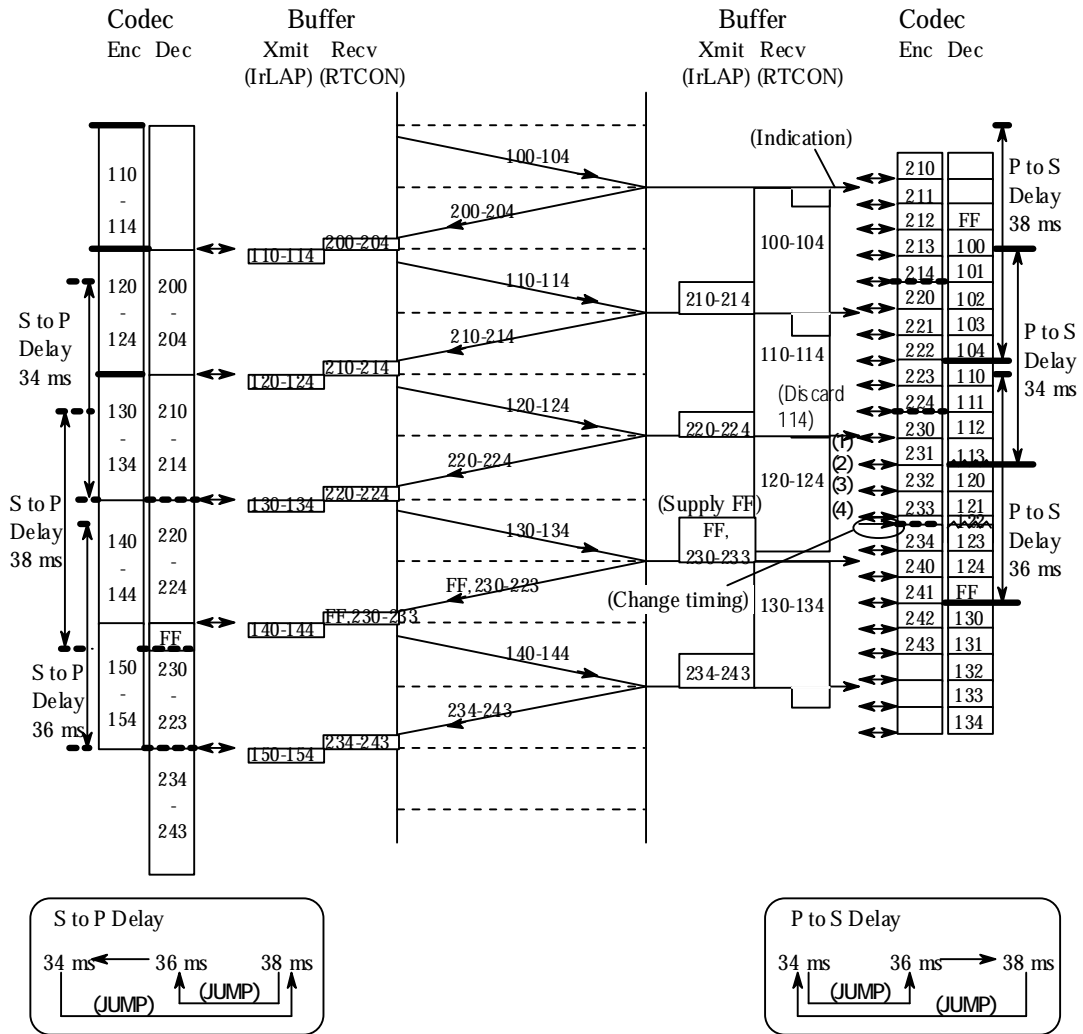 Codec Buffer Buffer Codec
Enc Dec Xmit Recv Xmit Recv Enc Dec
(IrLAP) (RTCON) (IrLAP) (RTCON)
110
-
114
120
-
124
130
-
134
140
-
144
150
-
154
200
-
204
210
-
214
220
-
224
FF
230
-
223
234
-
243
S to P
Delay
34 ms
S to P
Delay
38 ms
S to P
Delay
36 ms
200-204
110-114
210-214
120-124
220-224
130-134
FF,230-233
140-144
234-243
150-154
100-104
200-204
110-114
210-214
120-124
220-224
130-134
FF,230-223
140-144
234-243
(Indication)
100-104
210-214
110-114
(Discard
114)
220-224
120-124
(Supply FF)
FF,
230-233
(Change timing)
130-134
234-243
(1)
(2)
(3)
(4)
210
211
212
213
214
220
221
222
223
224
230
231
232
233
234
240
241
242
243
FF
100
101
102
103
104
110
111
112
113
120
121
122
123
124
FF
130
131
132
133
134
P to S
Delay
38 ms
P to S
Delay
34 ms
P to S
Delay
36 ms
S to P Delay
34 ms 36 ms 38 ms
(JUMP)
(JUMP)
P to S Delay
34 ms 36 ms 38 ms
(JUMP)
(JUMP)